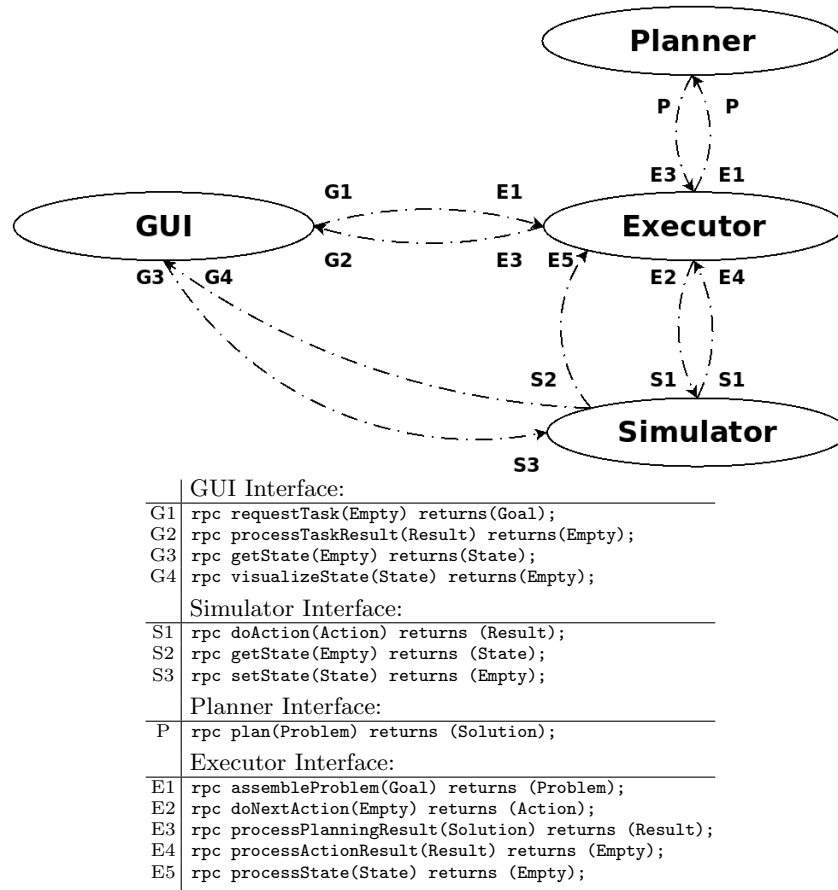 Planner
P P
E3 E1
G1 E1
GUI Executor
G2 E3 E5
G3 G4 E2 E4
S2 S1 S1
Simulator
S3
GUI Interface:
G1 rpc requestTask(Empty) returns(Goal);
G2 rpc processTaskResult(Result) returns(Empty);
G3 rpc getState(Empty) returns(State);
G4 rpc visualizeState(State) returns(Empty);
Simulator Interface:
S1 rpc doAction(Action) returns (Result);
S2 rpc getState(Empty) returns (State);
S3 rpc setState(State) returns (Empty);
Planner Interface:
P rpc plan(Problem) returns (Solution);
Executor Interface:
E1 rpc assembleProblem(Goal) returns (Problem);
E2 rpc doNextAction(Empty) returns (Action);
E3 rpc processPlanningResult(Solution) returns (Result);
E4 rpc processActionResult(Result) returns (Empty);
E5 rpc processState(State) returns (Empty);